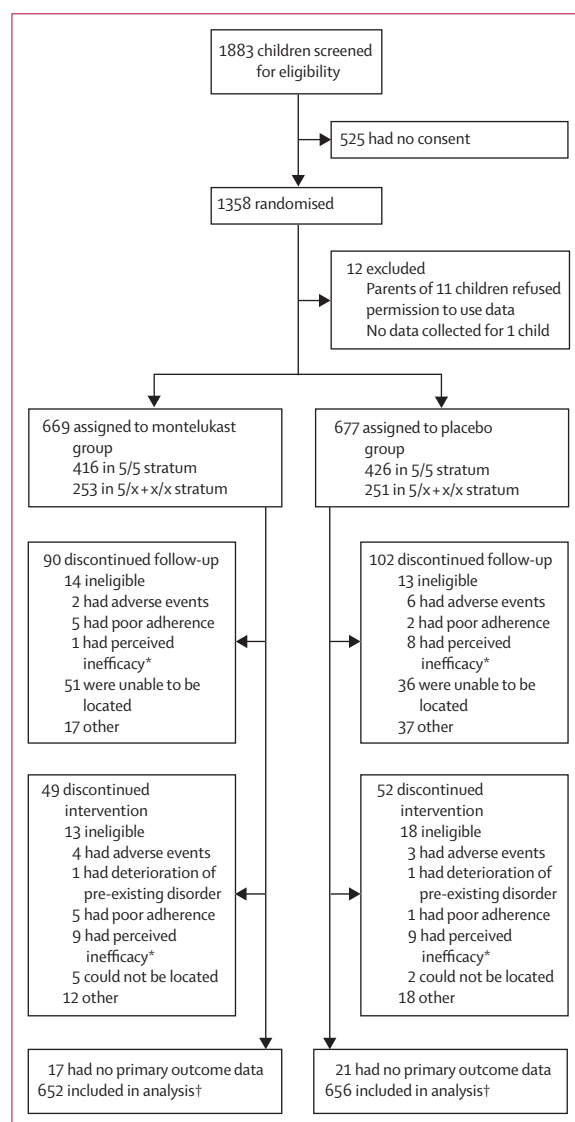 1883 children screened
for eligibility
525 had no consent
1358 randomised
12 excluded
Parents of 11 children refused
permission to use data
No data collected for 1 child
669 assigned to montelukast
group
416 in 5/5 stratum
253 in 5/x+x/x stratum
677 assigned to placebo
group
426 in 5/5 stratum
251 in 5/x+x/x stratum
90 discontinued follow-up
14 ineligible
2 had adverse events
5 had poor adherence
1 had perceived
inefficacy*
51 were unable to be
located
17 other
102 discontinued follow-up
13 ineligible
6 had adverse events
2 had poor adherence
8 had perceived
inefficacy*
36 were unable to be
located
37 other
49 discontinued
intervention
13 ineligible
4 had adverse events
1 had deterioration of
pre-existing disorder
5 had poor adherence
9 had perceived
inefficacy*
5 could not be located
12 other
52 discontinued
intervention
18 ineligible
3 had adverse events
1 had deterioration of
pre-existing disorder
1 had poor adherence
9 had perceived
inefficacy*
2 could not be located
18 other
17 had no primary outcome data
652 included in analysis†
21 had no primary outcome data
656 included in analysis†